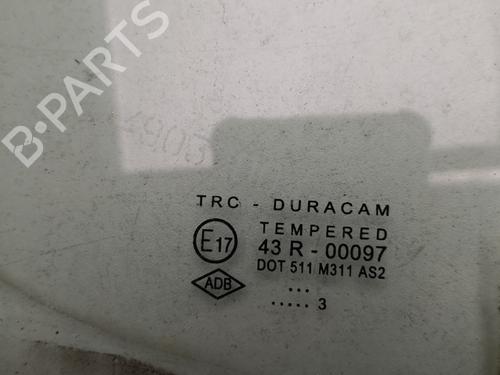 B-PARTS
TRC - DURACAM
TEMPERED
E17 43 R - 00097
DOT 511 M311 AS2
ADB
...
..... 3